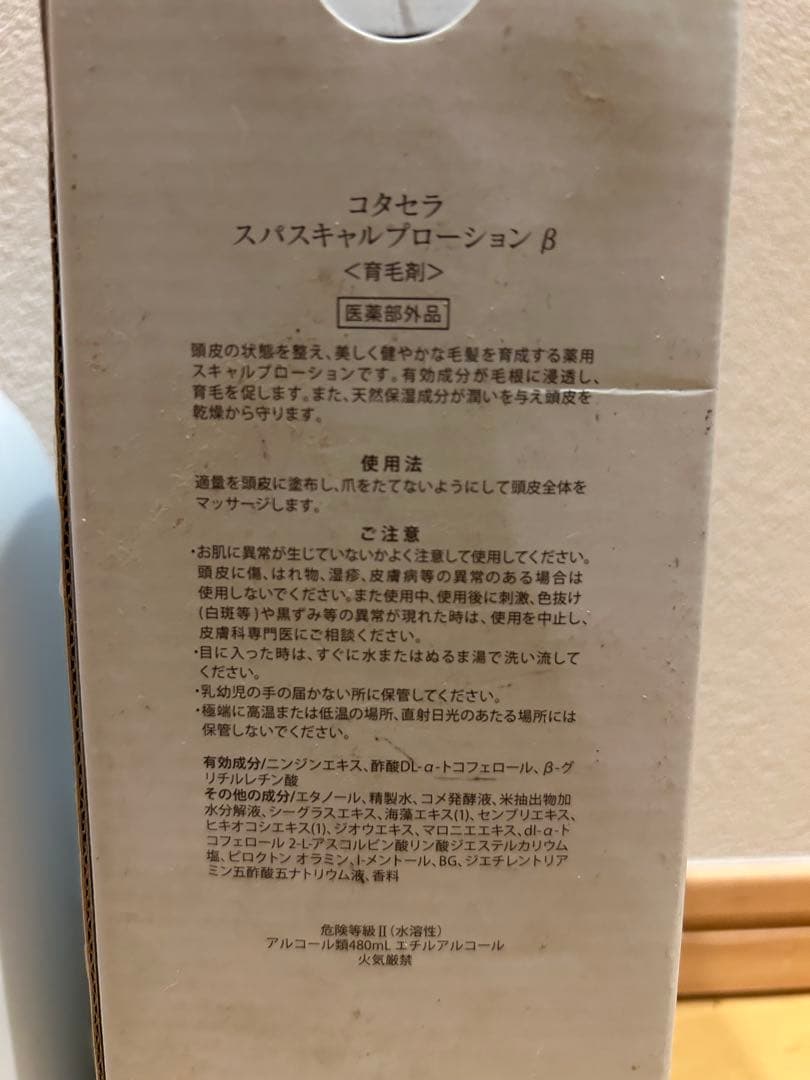 コタセラ
スパスキャルプローション β
＜育毛剤＞
医薬部外品
頭皮の状態を整え、美しく健やかな毛髪を育成する薬用
スキャルプローションです。有効成分が毛根に浸透し、
育毛を促します。また、天然保湿成分が潤いを与え頭皮を
乾燥から守ります。
使用法
適量を頭皮に塗布し、爪をたてないようにして頭皮全体を
マッサージします。
ご注意
・お肌に異常が生じていないかよく注意して使用してください。
頭皮に傷、はれ物、湿疹、皮膚病等の異常のある場合は
使用しないでください。また使用中、使用後に刺激、色抜け
(白斑等)や黒ずみ等の異常が現れた時は、使用を中止し、
皮膚科専門医にご相談ください。
・目に入った時は、すぐに水またはぬるま湯で洗い流して
ください。
・乳幼児の手の届かない所に保管してください。
・極端に高温または低温の場所、直射日光のあたる場所には
保管しないでください。
有効成分/ニンジンエキス、酢酸DL-α-トコフェロール、β-グ
リチルレチン酸
その他の成分/エタノール、精製水、コメ発酵液、米抽出物加
水分解液、シーグラスエキス、海藻エキス(1)、センブリエキス、
ヒキオコシエキス(1)、ジオウエキス、マロニエエキス、dl-α-ト
コフェロール 2-L-アスコルビン酸リン酸ジエステルカリウム
塩、ピロクトン オラミン、l-メントール、BG、ジエチレントリア
ミン五酢酸五ナトリウム液、香料
危険等級Ⅱ(水溶性)
アルコール類480mL エチルアルコール
火気厳禁